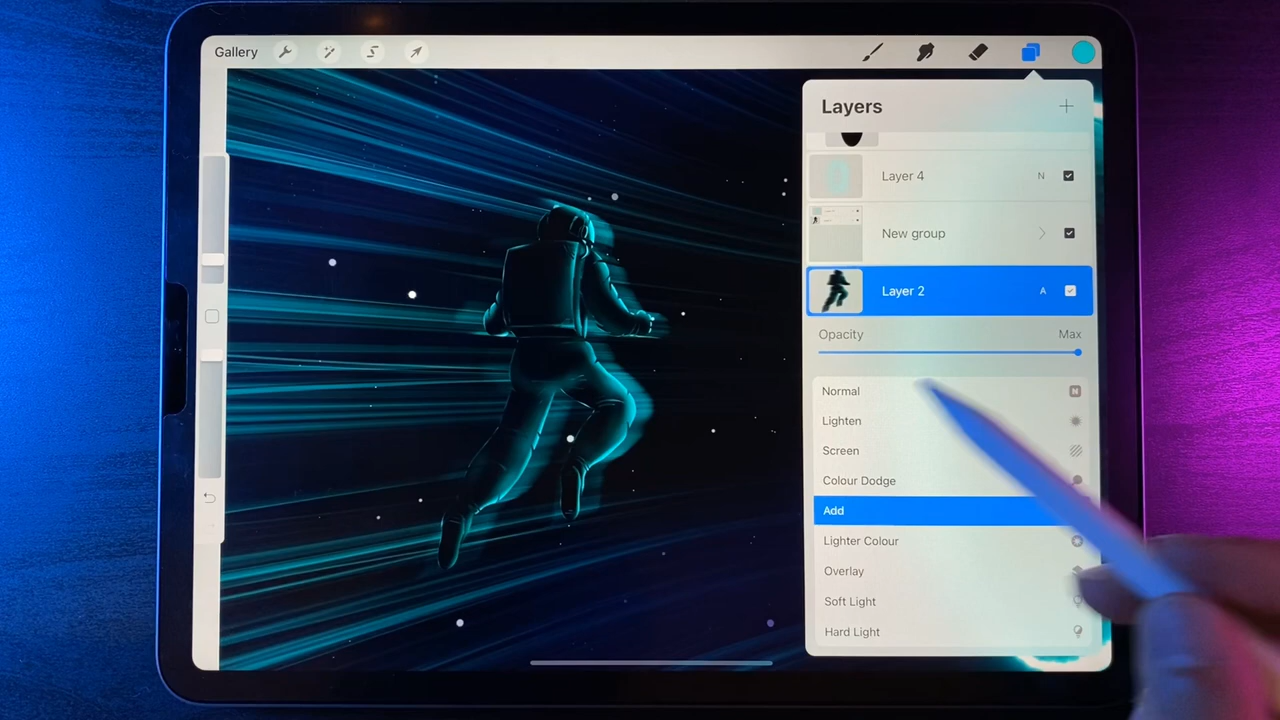 Gallery
Layers
Layer 4 N
New group
Layer 2 A
Opacity Max
Normal N
Lighten
Screen
Colour Dodge
Add
Lighter Colour
Overlay
Soft Light
Hard Light